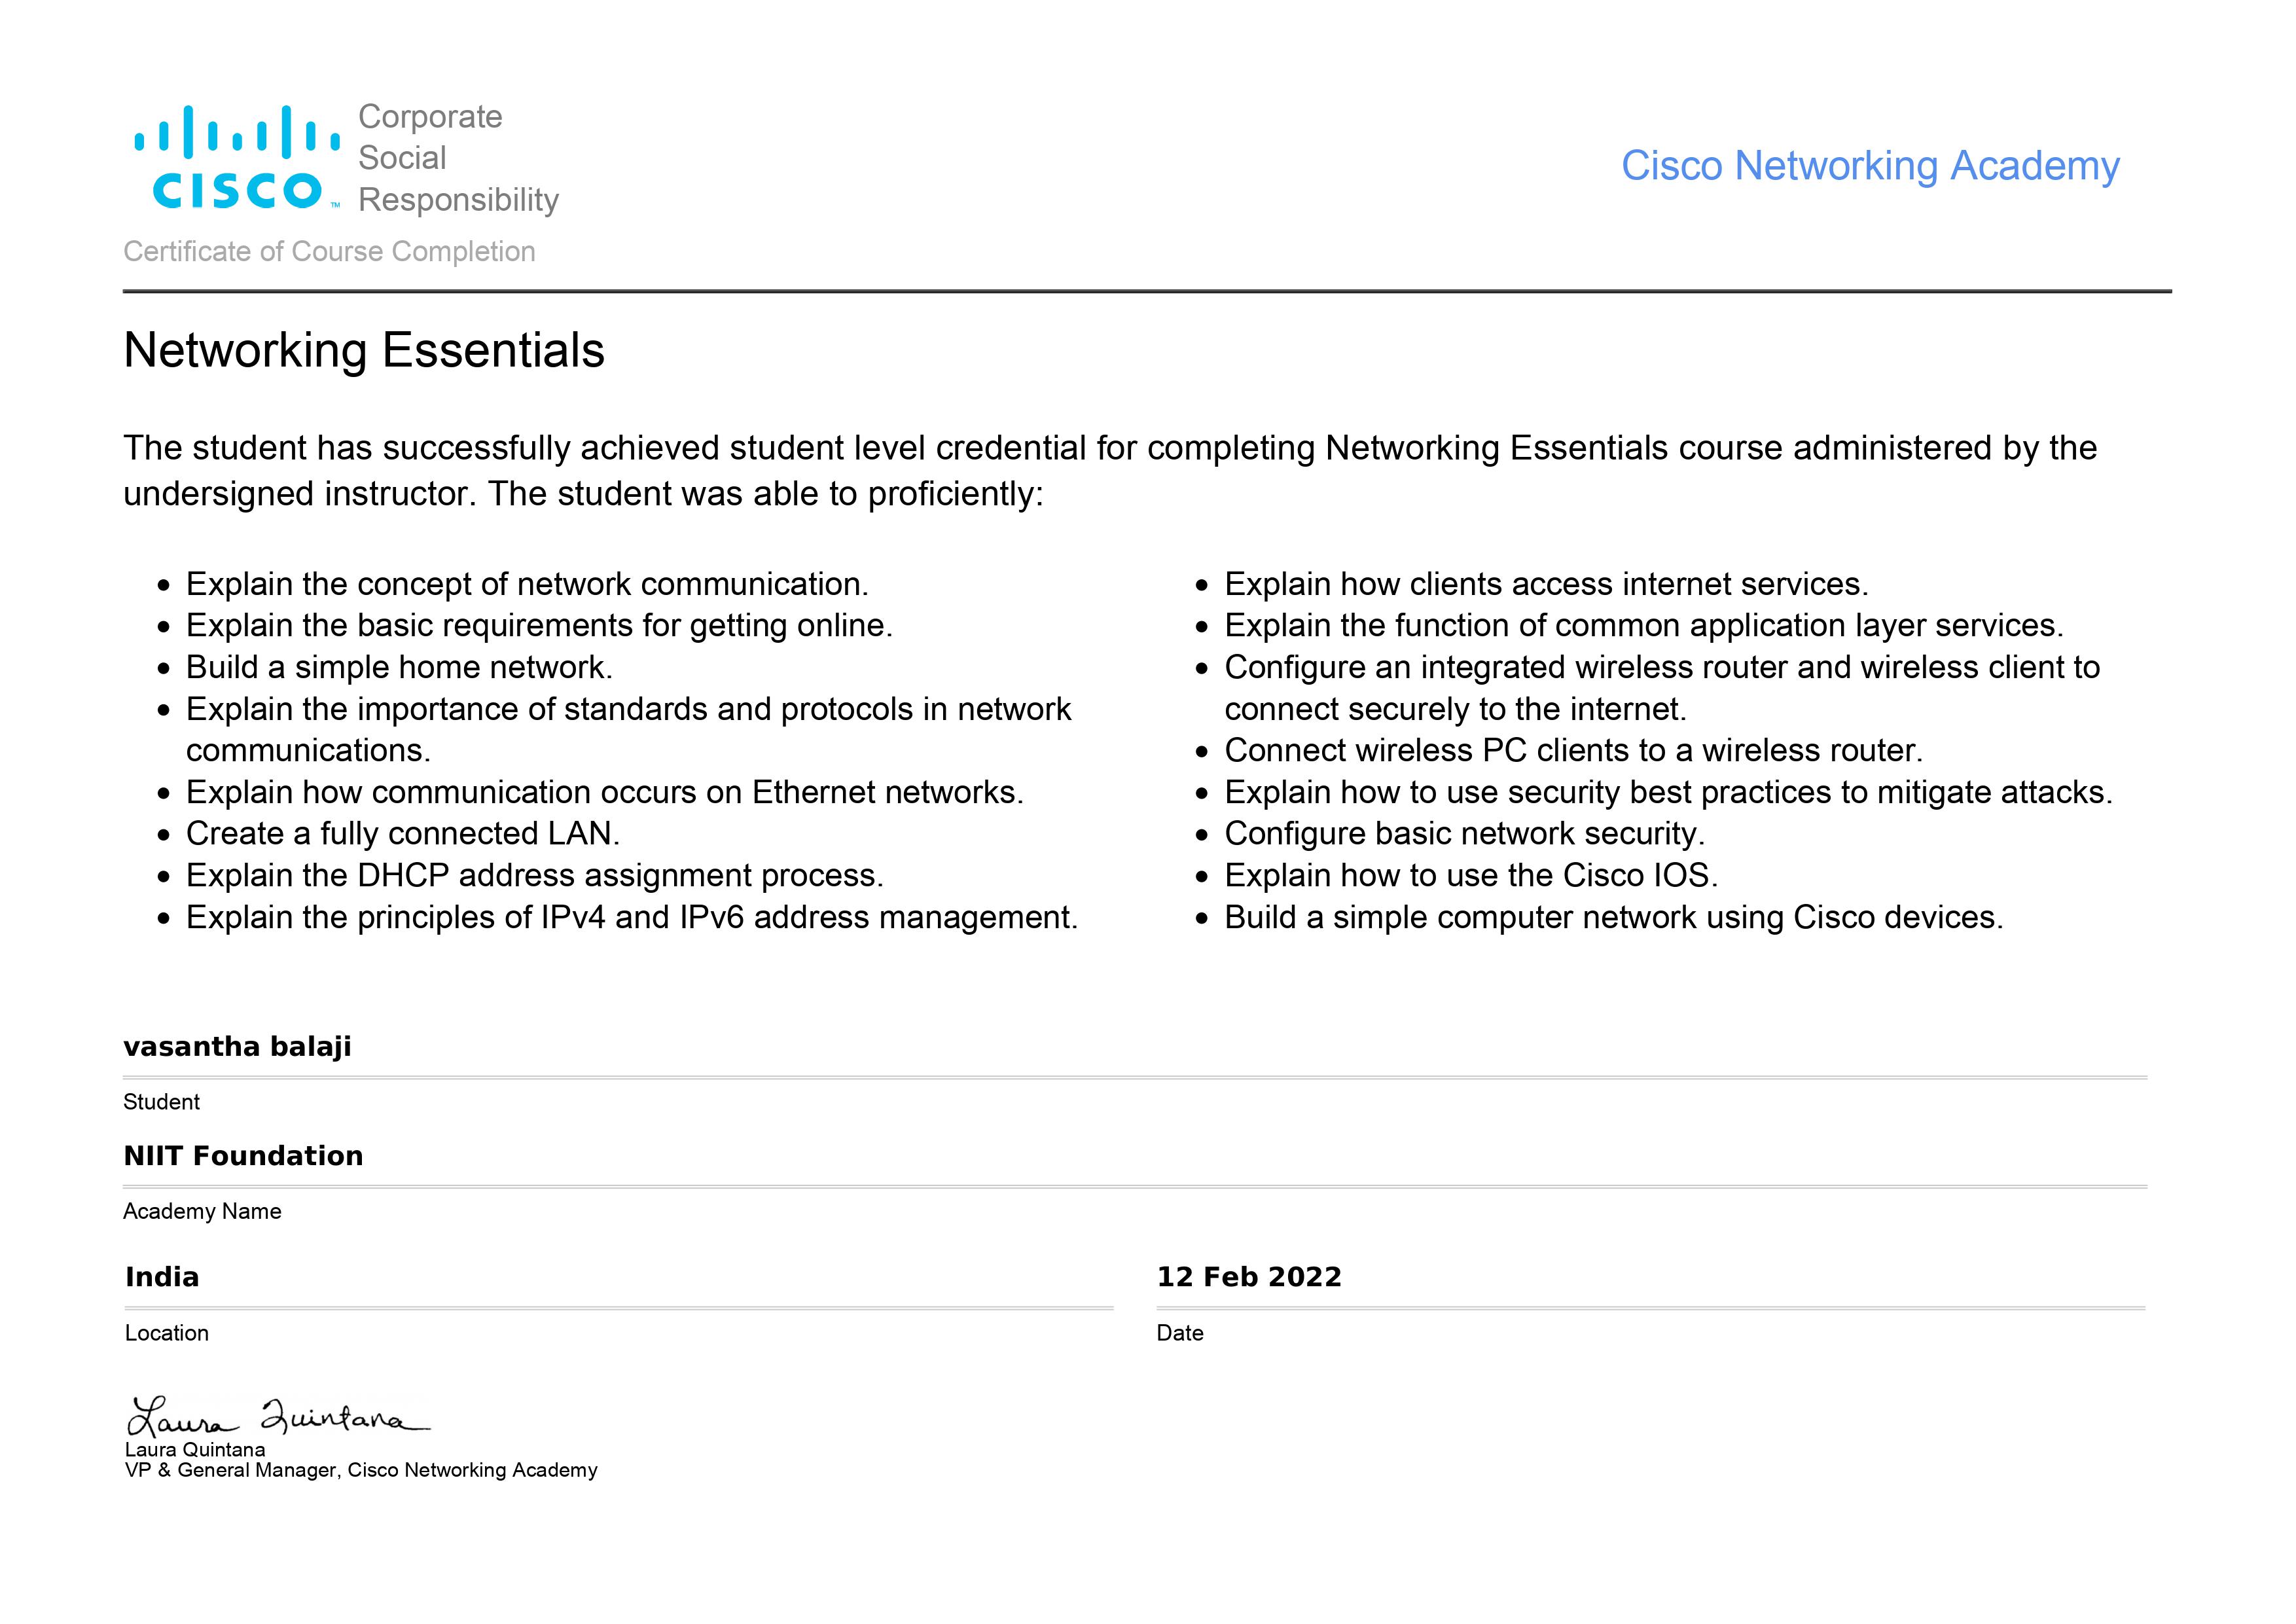 Corporate
Social
Responsibility
CISCO™
Cisco Networking Academy
Certificate of Course Completion
Networking Essentials
The student has successfully achieved student level credential for completing Networking Essentials course administered by the
undersigned instructor. The student was able to proficiently:
• Explain the concept of network communication.
• Explain the basic requirements for getting online.
• Build a simple home network.
• Explain the importance of standards and protocols in network
communications.
• Explain how communication occurs on Ethernet networks.
• Create a fully connected LAN.
• Explain the DHCP address assignment process.
• Explain the principles of IPv4 and IPv6 address management.
• Explain how clients access internet services.
• Explain the function of common application layer services.
• Configure an integrated wireless router and wireless client to
connect securely to the internet.
• Connect wireless PC clients to a wireless router.
• Explain how to use security best practices to mitigate attacks.
• Configure basic network security.
• Explain how to use the Cisco IOS.
• Build a simple computer network using Cisco devices.
vasantha balaji
Student
NIIT Foundation
Academy Name
India
Location
12 Feb 2022
Date
Laura Quintana
Laura Quintana
VP & General Manager, Cisco Networking Academy